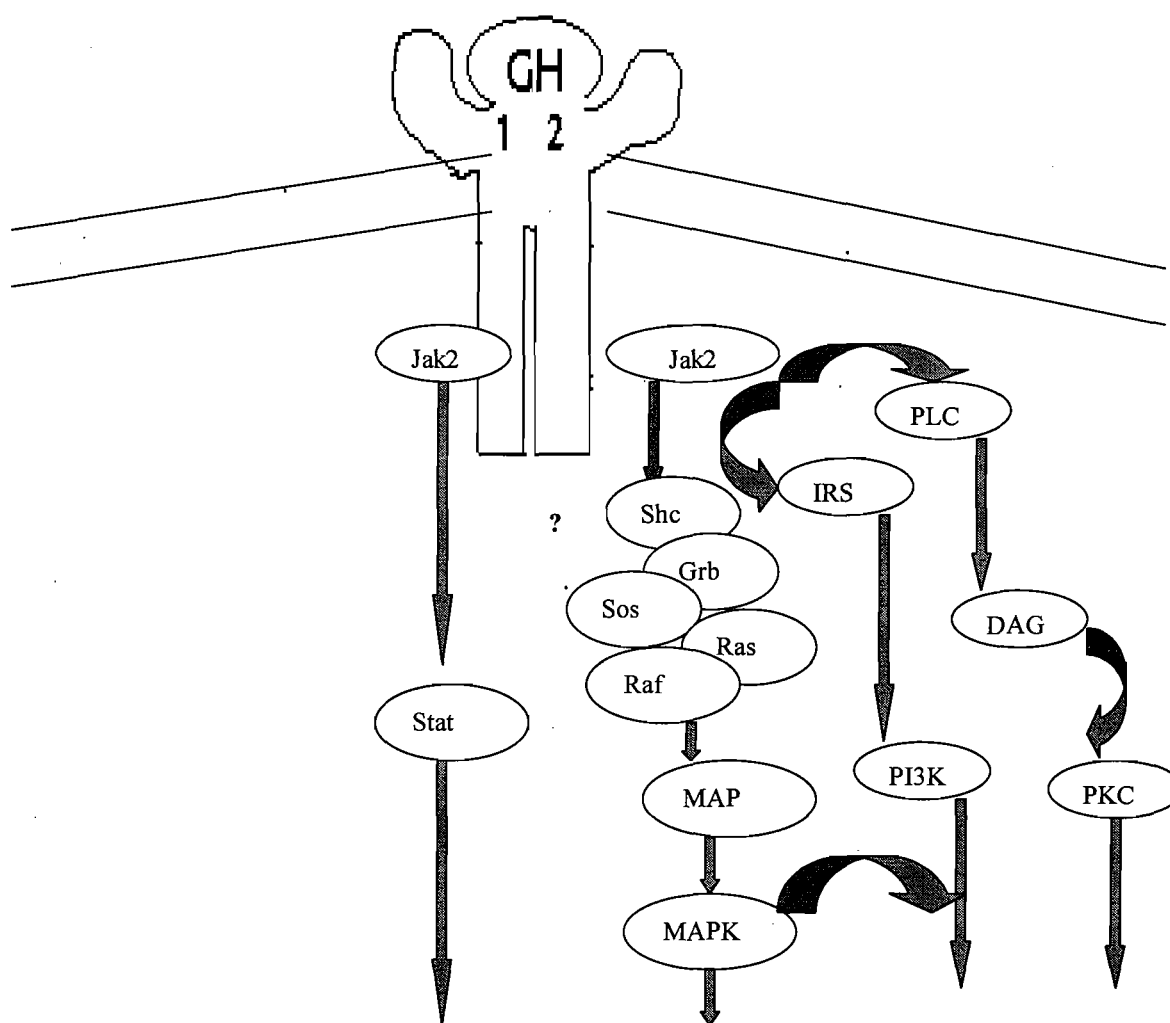 GH
1 2
Jak2
Jak2
PLC
IRS
Shc
?
Grb
Sos
DAG
Ras
Raf
Stat
PI3K
MAP
PKC
MAPK